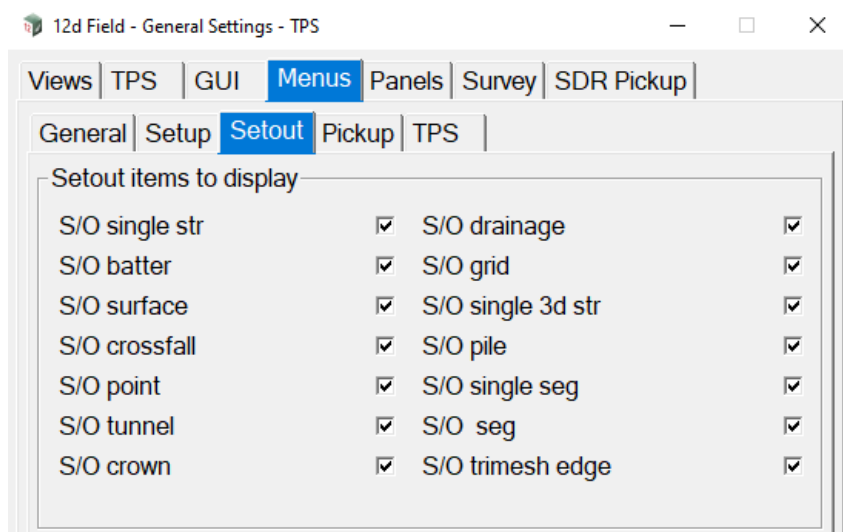 12d Field - General Settings - TPS
Views TPS GUI Menus Panels Survey SDR Pickup
General Setup Setout Pickup TPS
Setout items to display
S/O single str S/O drainage
S/O batter S/O grid
S/O surface S/O single 3d str
S/O crossfall S/O pile
S/O point S/O single seg
S/O tunnel S/O seg
S/O crown S/O trimesh edge